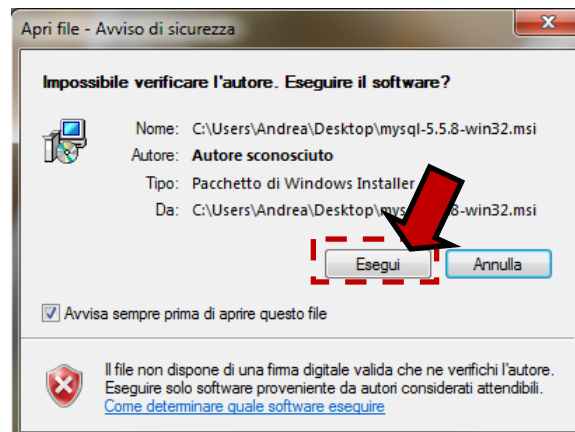 Apri file - Avviso di sicurezza
Impossibile verificare l'autore. Eseguire il software?
Nome: C:\Users\Andrea\Desktop\mysql-5.5.8-win32.msi
Autore: Autore sconosciuto
Tipo: Pacchetto di Windows Installer
Da: C:\Users\Andrea\Desktop\mys 8-win32.msi
Esegui Annulla
Avvisa sempre prima di aprire questo file
Il file non dispone di una firma digitale valida che ne verifichi l'autore.
Eseguire solo software proveniente da autori considerati attendibili.
Come determinare quale software eseguire